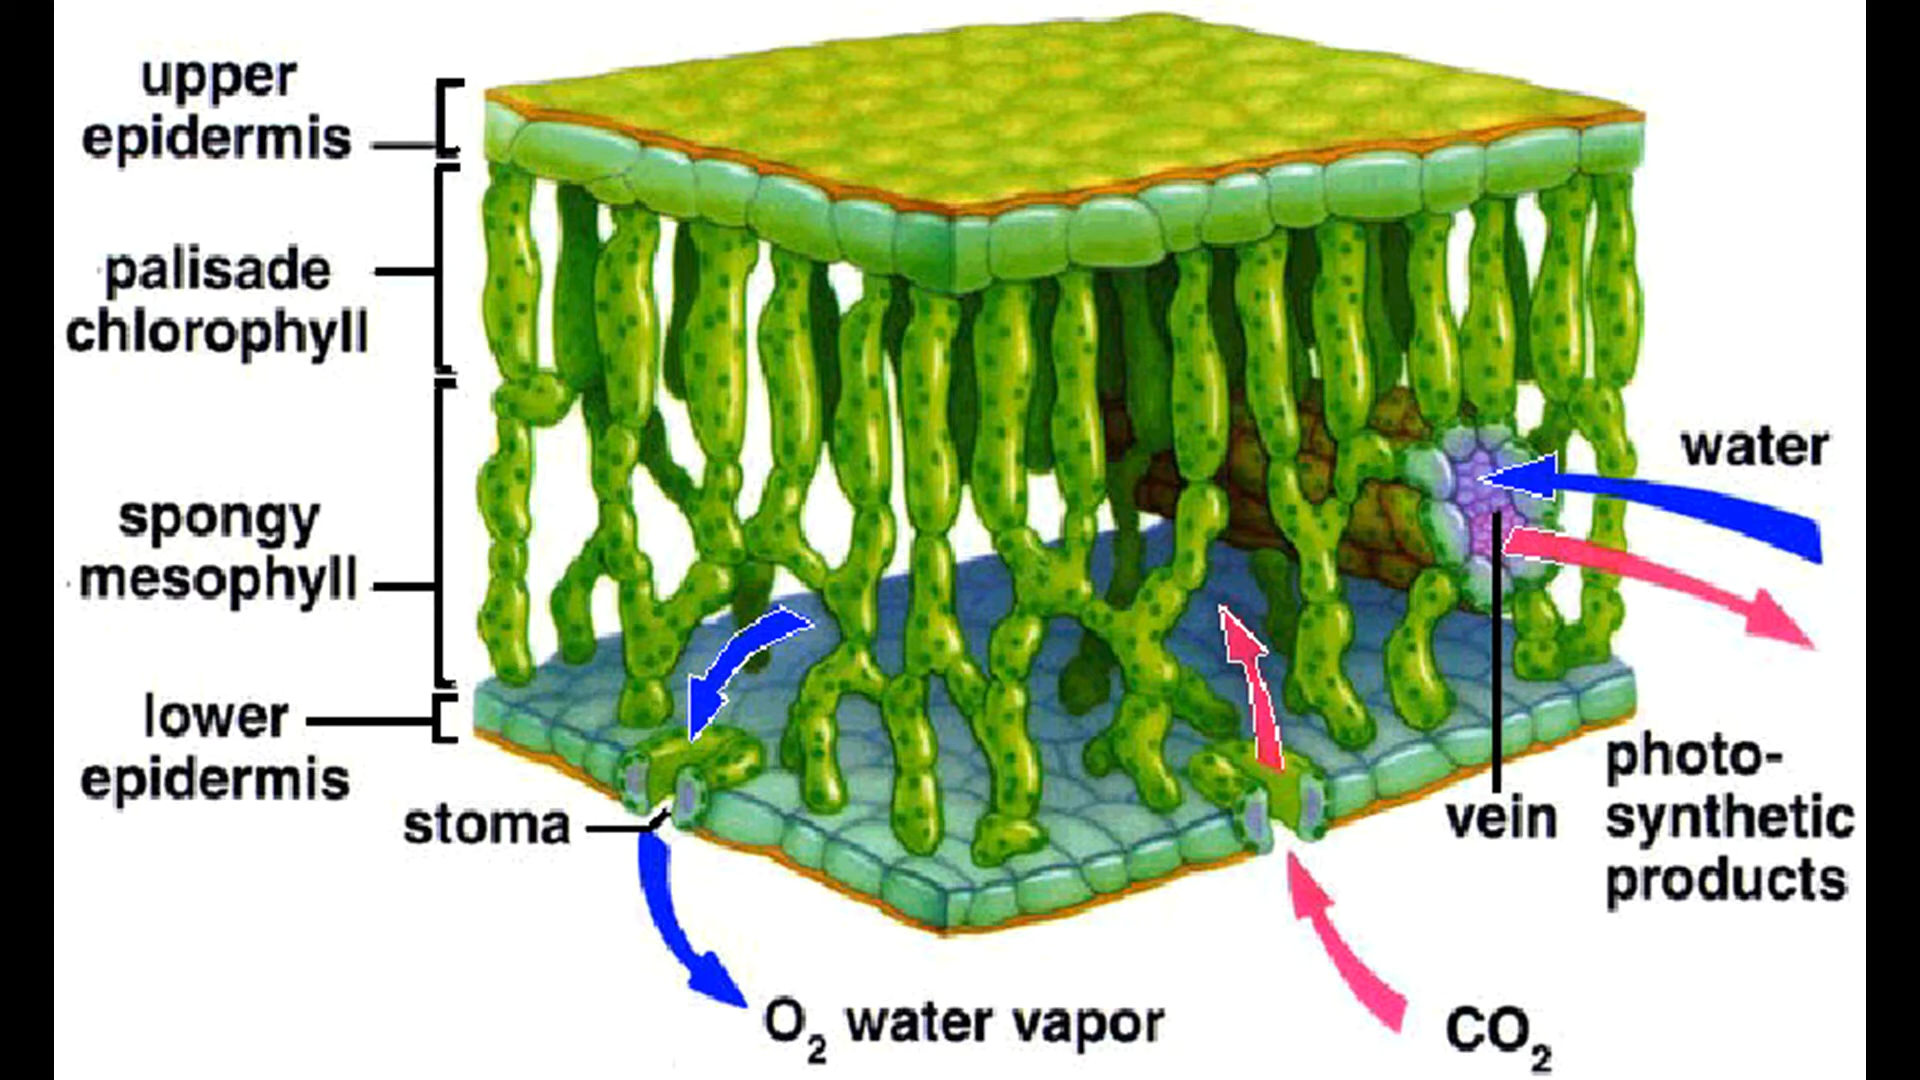 upper
epidermis
palisade
chlorophyll
spongy
mesophyll
lower
epidermis
stoma
O₂ water vapor
CO₂
water
vein
photo-
synthetic
products